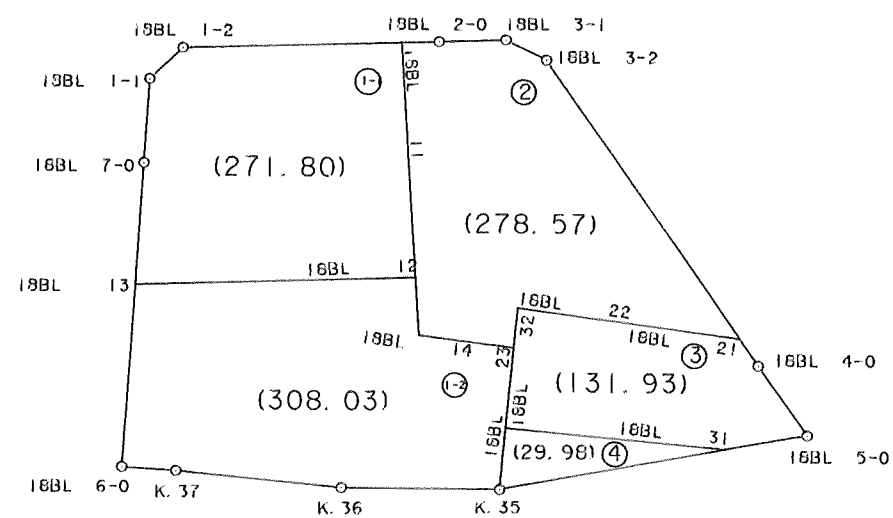 18BL 1-2
2-0
18BL 3-1
18BL 1-1
1-1
18BL
2
18BL 3-2
11
18BL 7-0
(271.80)
(278.57)
18BL 13
18BL 12
18BL 22
32
18BL 14
23
18BL 21
3
18BL 4-0
1-2
(308.03)
(131.93)
18BL
18BL
18BL 31
(29.98) 4
18BL 5-0
18BL 6-0
K.37
K.36
K.35